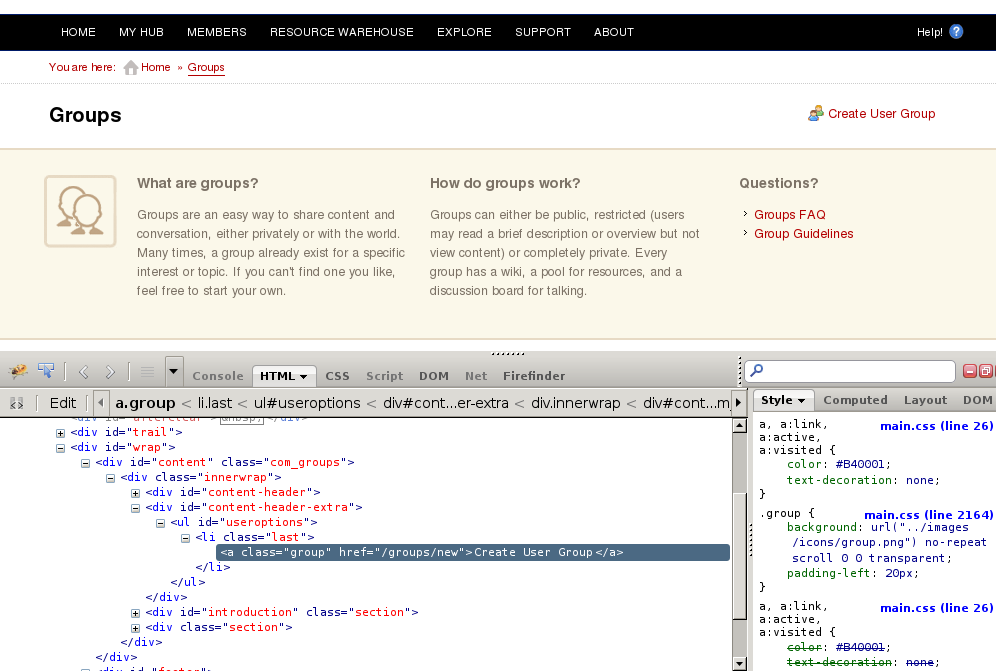 HOME MY HUB MEMBERS RESOURCE WAREHOUSE EXPLORE SUPPORT ABOUT Help! ?
You are here: Home » Groups
Groups
Create User Group
What are groups?
Groups are an easy way to share content and
conversation, either privately or with the world.
Many times, a group already exist for a specific
interest or topic. If you can't find one you like,
feel free to start your own.
How do groups work?
Groups can either be public, restricted (users
may read a brief description or overview but not
view content) or completely private. Every
group has a wiki, a pool for resources, and a
discussion board for talking.
Questions?
Groups FAQ
Group Guidelines
Console HTML CSS Script DOM Net Firefinder
Edit a.group < li.last < ul#useroptions < div#cont...er-extra < div.innerwrap < div#cont...m
<div id="afterclear">&nbsp;</div>
<div id="trail">
<div id="wrap">
<div id="content" class="com_groups">
<div class="innerwrap">
<div id="content-header">
<div id="content-header-extra">
<ul id="useroptions">
<li class="last">
<a class="group" href="/groups/new">Create User Group</a>
</li>
</ul>
</div>
<div id="introduction" class="section">
<div class="section">
</div>
</div>
<div id="footer">
Style Computed Layout DOM
a, a:link, main.css (line 26)
a:active,
a:visited {
color: #B40001;
text-decoration: none;
}
.group { main.css (line 2164)
background: url("../images
/icons/group.png") no-repeat
scroll 0 0 transparent;
padding-left: 20px;
}
a, a:link, main.css (line 26)
a:active,
a:visited {
color: #B40001;
text-decoration: none;